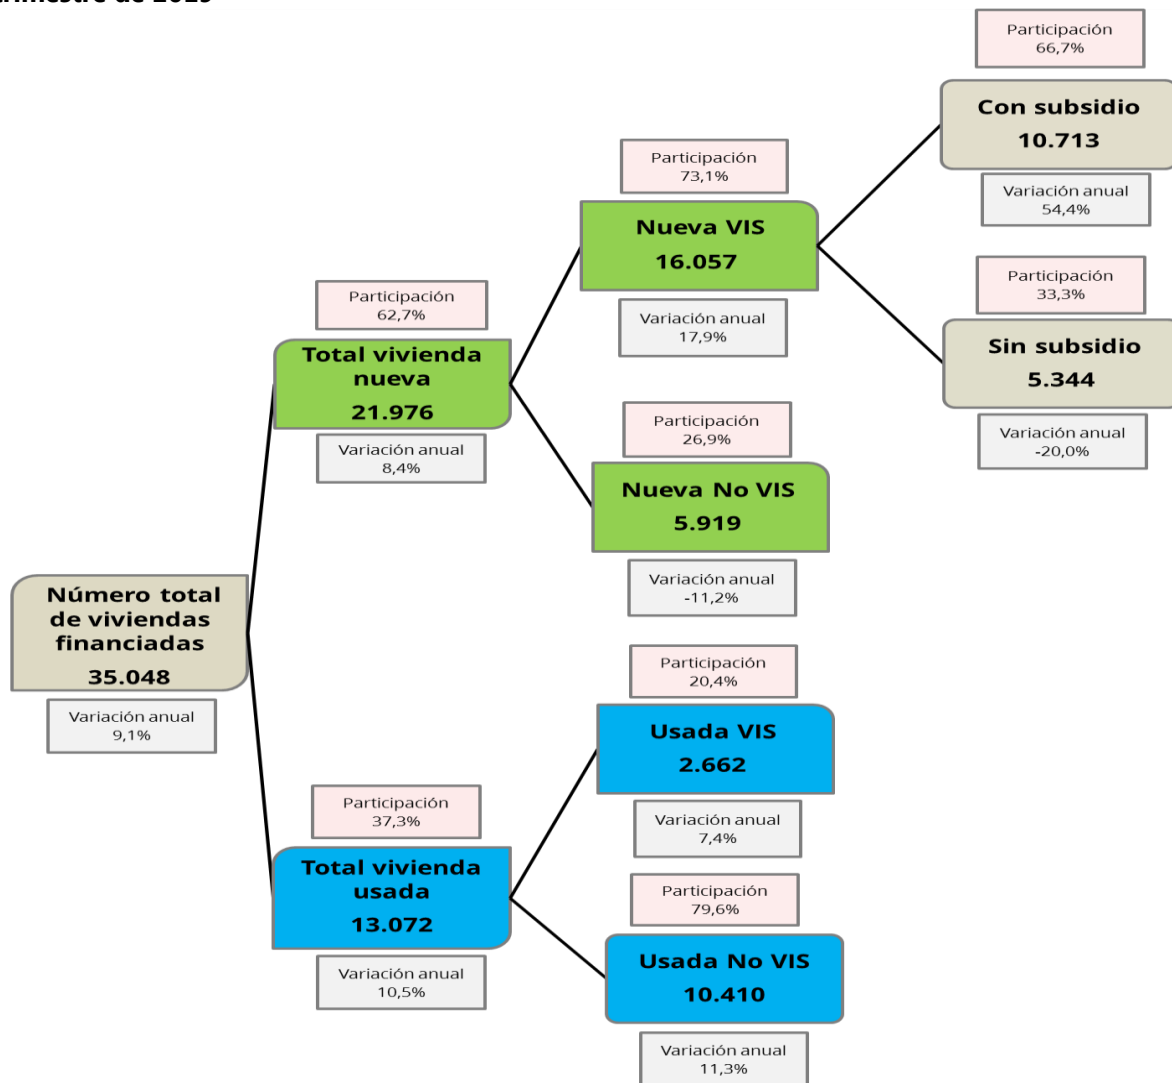 trimestre de 2019
Participación
66,7%
Con subsidio
10.713
Variación anual
54,4%
Participación
73,1%
Nueva VIS
16.057
Variación anual
17,9%
Participación
33,3%
Sin subsidio
5.344
Variación anual
-20,0%
Participación
62,7%
Total vivienda
nueva
21.976
Variación anual
8,4%
Participación
26,9%
Nueva No VIS
5.919
Variación anual
-11,2%
Número total
de viviendas
financiadas
35.048
Variación anual
9,1%
Participación
20,4%
Usada VIS
2.662
Variación anual
7,4%
Participación
37,3%
Total vivienda
usada
13.072
Variación anual
10,5%
Participación
79,6%
Usada No VIS
10.410
Variación anual
11,3%